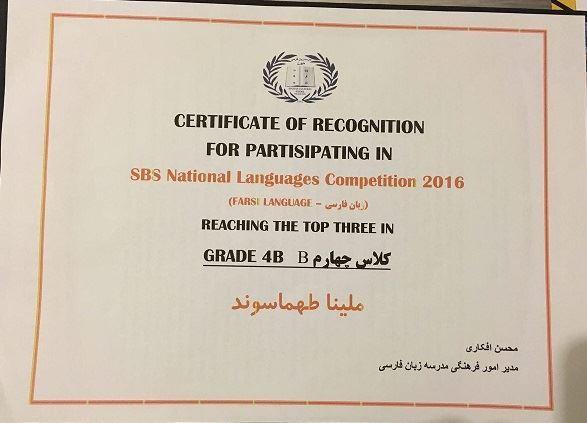 CERTIFICATE OF RECOGNITION
FOR PARTISIPATING IN
SBS National Languages Competition 2016
(FARSI LANGUAGE – زبان فارسی)
REACHING THE TOP THREE IN
GRADE 4B کلاس چهارم B
ملینا طهماسوند
محسن افکاری
مدیر امور فرهنگی مدرسه زبان فارسی